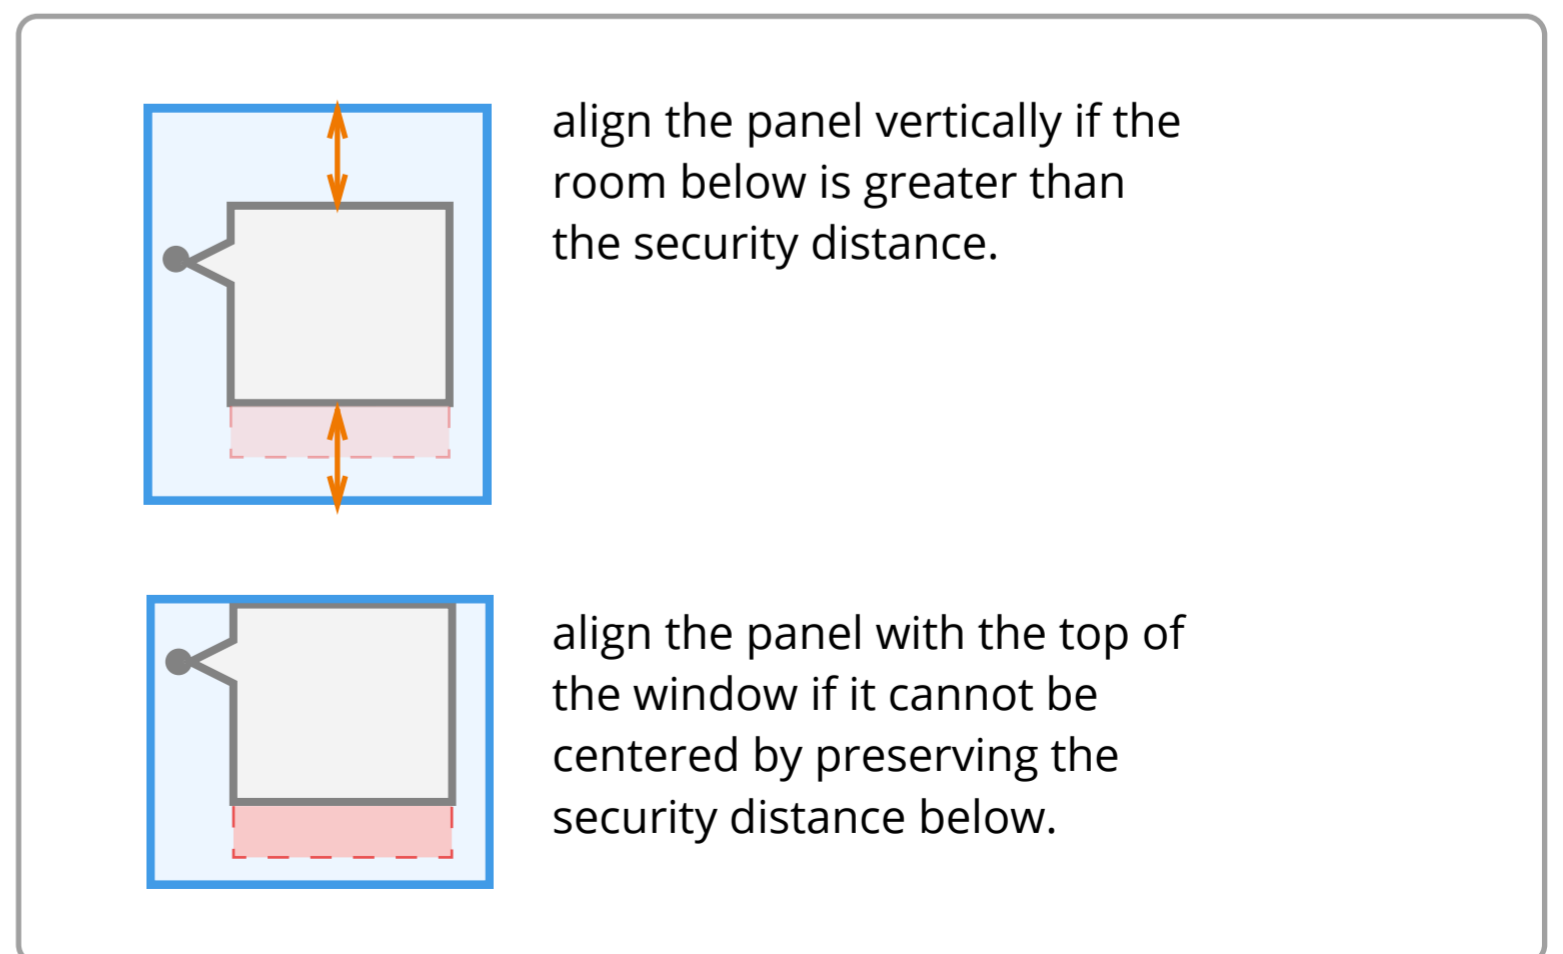 align the panel vertically if the
room below is greater than
the security distance.
align the panel with the top of
the window if it cannot be
centered by preserving the
security distance below.